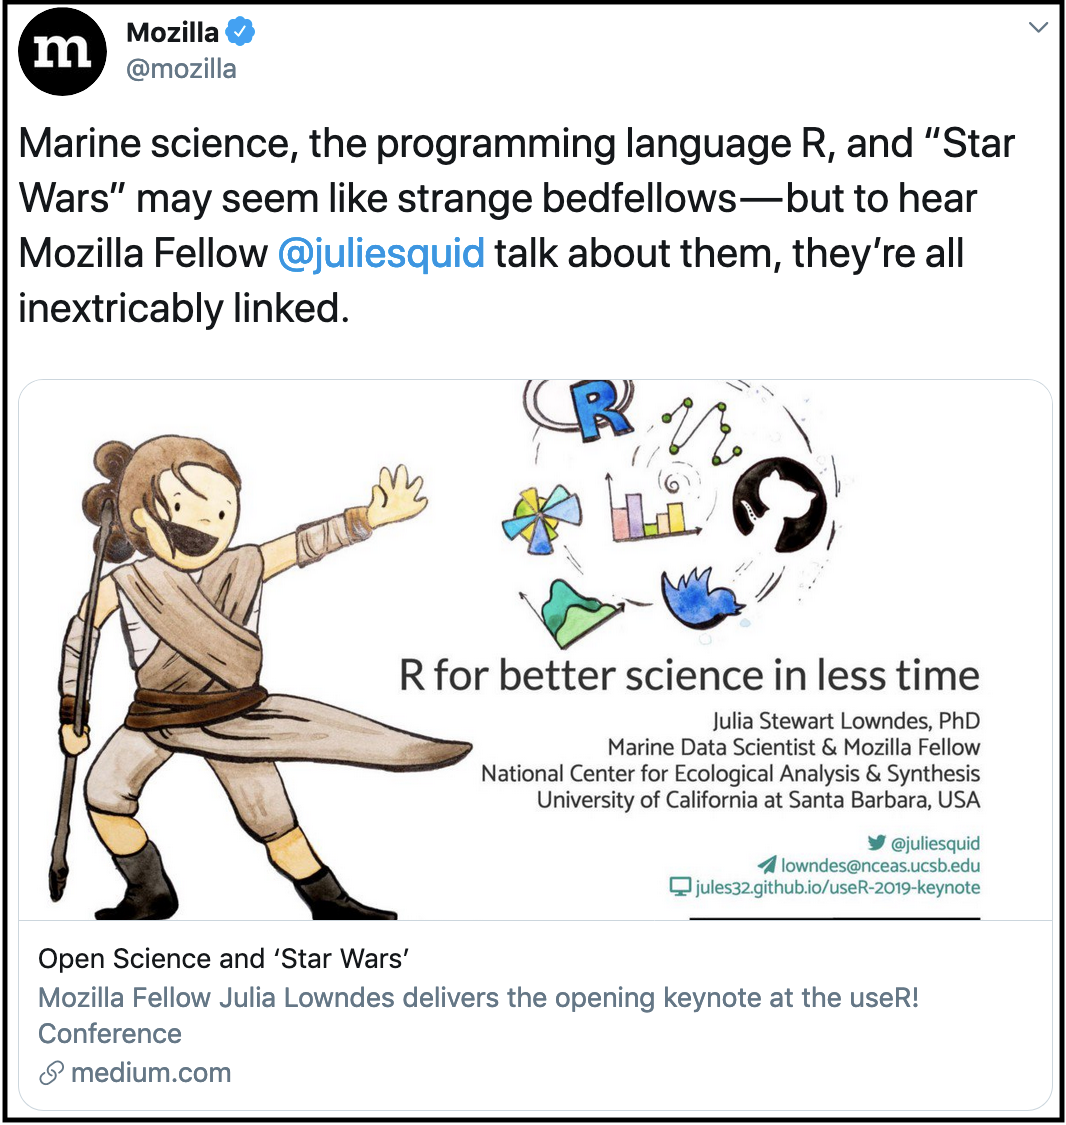 m
Mozilla
@mozilla
Marine science, the programming language R, and “Star
Wars” may seem like strange bedfellows—but to hear
Mozilla Fellow @juliesquid talk about them, they’re all
inextricably linked.
R
R for better science in less time
Julia Stewart Lowndes, PhD
Marine Data Scientist & Mozilla Fellow
National Center for Ecological Analysis & Synthesis
University of California at Santa Barbara, USA
@juliesquid
lowndes@nceas.ucsb.edu
jules32.github.io/useR-2019-keynote
Open Science and ‘Star Wars’
Mozilla Fellow Julia Lowndes delivers the opening keynote at the useR!
Conference
medium.com